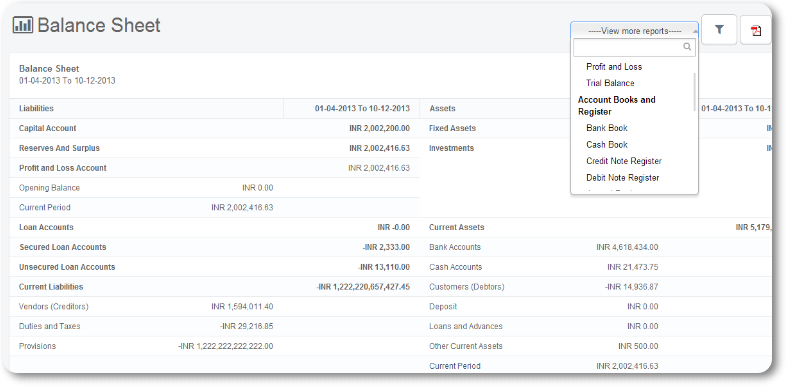 Balance Sheet
-----View more reports-----
Profit and Loss
Trial Balance
Account Books and
Register
Bank Book
Cash Book
Credit Note Register
Debit Note Register
Balance Sheet
01-04-2013 To 10-12-2013
Liabilities 01-04-2013 To 10-12-2013 Assets 01-04-2013 To
Capital Account INR 2,002,200.00 Fixed Assets
Reserves And Surplus INR 2,002,416.63 Investments
Profit and Loss Account INR 2,002,416.63
Opening Balance INR 0.00
Current Period INR 2,002,416.63
Loan Accounts INR -0.00 Current Assets INR 5,179,
Secured Loan Accounts -INR 2,333.00 Bank Accounts INR 4,618,434.00
Unsecured Loan Accounts -INR 13,110.00 Cash Accounts INR 21,473.75
Current Liabilities -INR 1,222,220,657,427.45 Customers (Debtors) -INR 14,936.87
Vendors (Creditors) INR 1,594,011.40 Deposit INR 0.00
Duties and Taxes -INR 29,216.85 Loans and Advances INR 0.00
Provisions -INR 1,222,222,222,222.00 Other Current Assets INR 500.00
Current Period INR 2,002,416.63